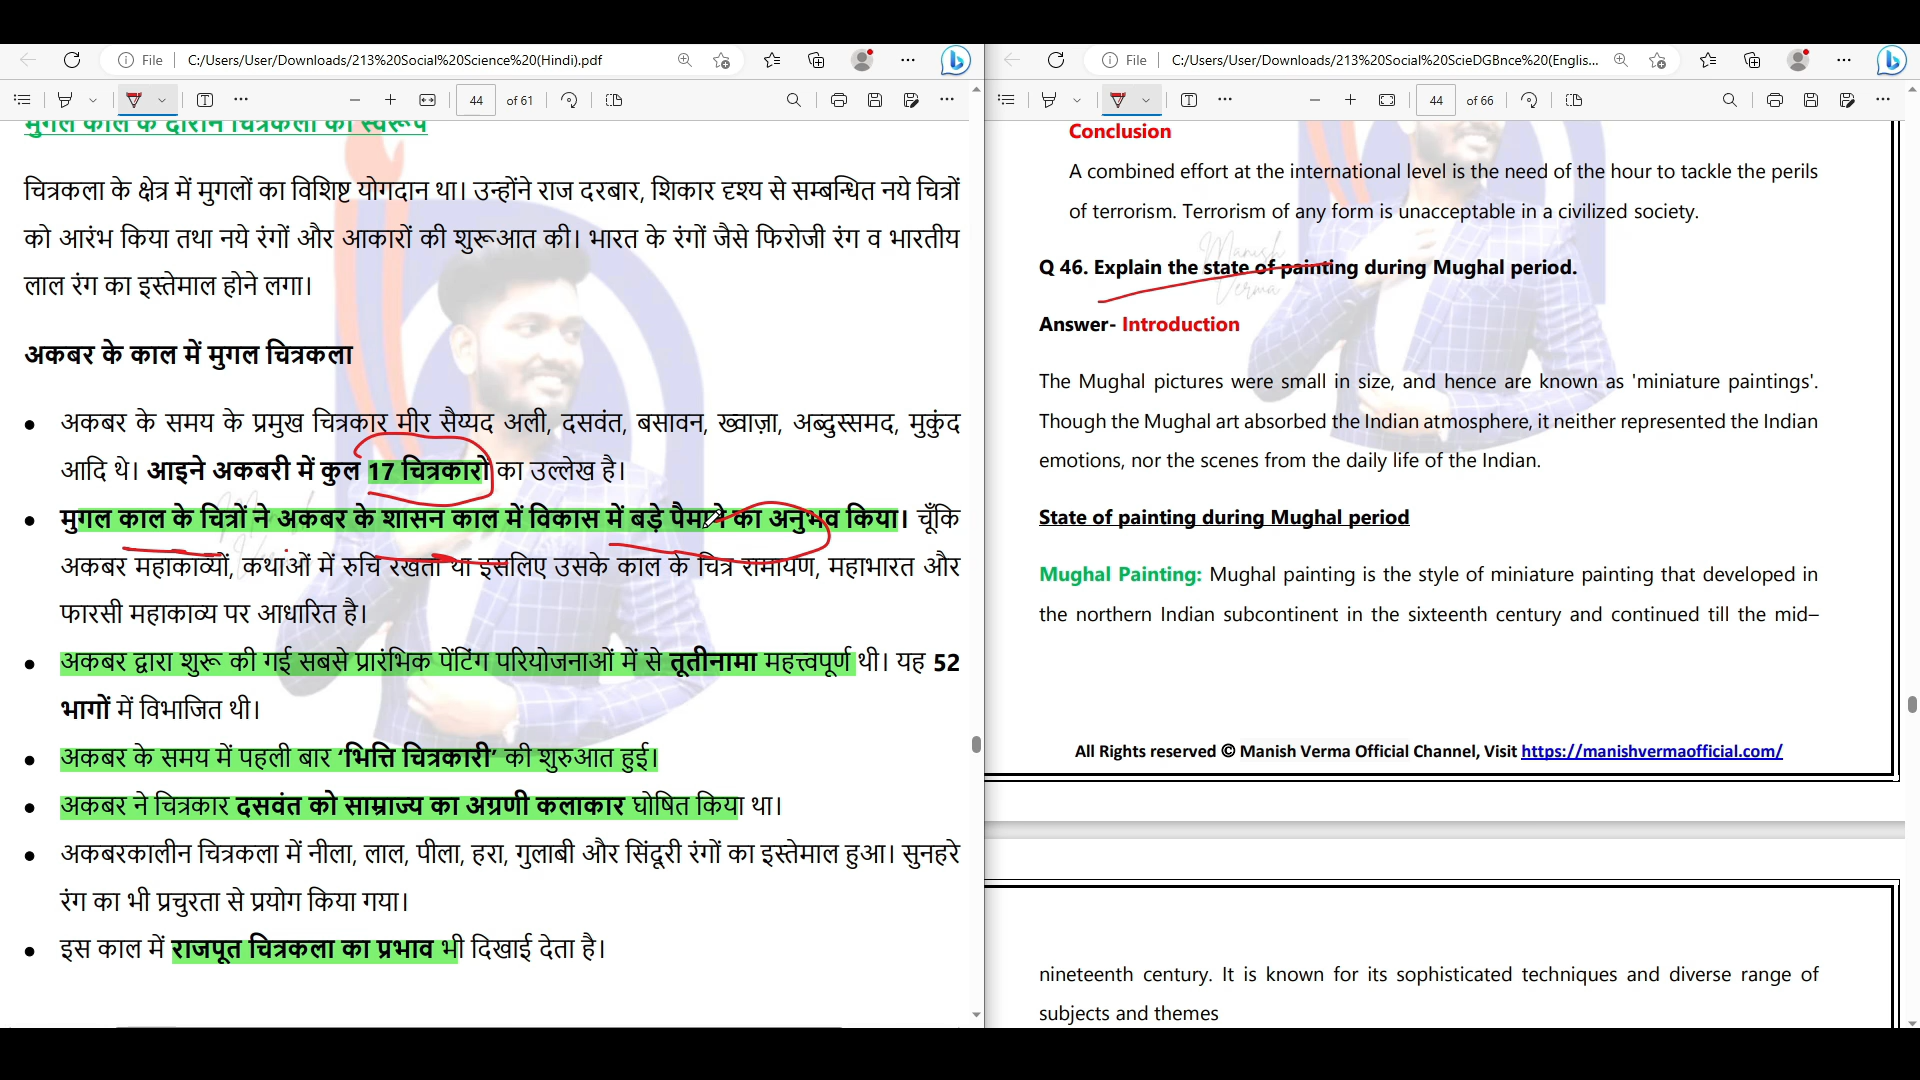 File
C:/Users/User/Downloads/213%20Social%20Science%20(Hindi).pdf
44 of 61
मुगल काल के दौरान चित्रकला का स्वरूप
चित्रकला के क्षेत्र में मुगलों का विशिष्ट योगदान था। उन्होंने राज दरबार, शिकार दृश्य से सम्बन्धित नये चित्रों
को आरंभ किया तथा नये रंगों और आकारों की शुरूआत की। भारत के रंगों जैसे फिरोजी रंग व भारतीय
लाल रंग का इस्तेमाल होने लगा।
अकबर के काल में मुगल चित्रकला
● अकबर के समय के प्रमुख चित्रकार मीर सैय्यद अली, दसवंत, बसावन, ख्वाज़ा, अब्दुस्समद, मुकुंद
आदि थे। आइने अकबरी में कुल 17 चित्रकारों का उल्लेख है।
● मुगल काल के चित्रों ने अकबर के शासन काल में विकास में बड़े पैमाने का अनुभव किया। चूँकि
अकबर महाकाव्यों, कथाओं में रुचि रखता था इसलिए उसके काल के चित्र रामायण, महाभारत और
फारसी महाकाव्य पर आधारित है।
● अकबर द्वारा शुरू की गई सबसे प्रारंभिक पेंटिंग परियोजनाओं में से तूतीनामा महत्त्वपूर्ण थी। यह 52
भागों में विभाजित थी।
● अकबर के समय में पहली बार ‘भित्ति चित्रकारी’ की शुरुआत हुई।
● अकबर ने चित्रकार दसवंत को साम्राज्य का अग्रणी कलाकार घोषित किया था।
● अकबरकालीन चित्रकला में नीला, लाल, पीला, हरा, गुलाबी और सिंदूरी रंगों का इस्तेमाल हुआ। सुनहरे
रंग का भी प्रचुरता से प्रयोग किया गया।
● इस काल में राजपूत चित्रकला का प्रभाव भी दिखाई देता है।
File
C:/Users/User/Downloads/213%20Social%20ScieDGBnce%20(Englis...
44 of 66
Conclusion
A combined effort at the international level is the need of the hour to tackle the perils
of terrorism. Terrorism of any form is unacceptable in a civilized society.
Manish
Verma
Q 46. Explain the state of painting during Mughal period.
Answer- Introduction
The Mughal pictures were small in size, and hence are known as 'miniature paintings'.
Though the Mughal art absorbed the Indian atmosphere, it neither represented the Indian
emotions, nor the scenes from the daily life of the Indian.
State of painting during Mughal period
Mughal Painting: Mughal painting is the style of miniature painting that developed in
the northern Indian subcontinent in the sixteenth century and continued till the mid–
All Rights reserved © Manish Verma Official Channel, Visit https://manishvermaofficial.com/
nineteenth century. It is known for its sophisticated techniques and diverse range of
subjects and themes